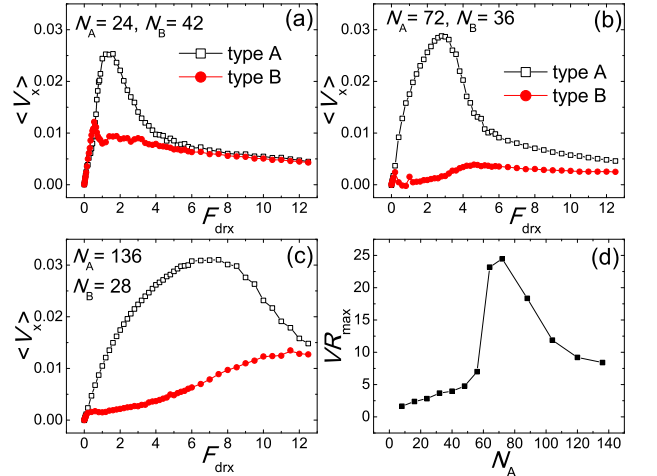 (a)
N_A = 24, N_B = 42
type A
type B
<V_x>
0.03
0.02
0.01
0.00
0 2 4 6 8 10 12
F_drx
(b)
N_A = 72, N_B = 36
type A
type B
<V_x>
0.03
0.02
0.01
0.00
0 2 4 6 8 10 12
F_drx
(c)
N_A = 136
N_B = 28
<V_x>
0.03
0.02
0.01
0.00
0 2 4 6 8 10 12
F_drx
(d)
VR_max
25
20
15
10
5
0
0 20 40 60 80 100 120 140
N_A